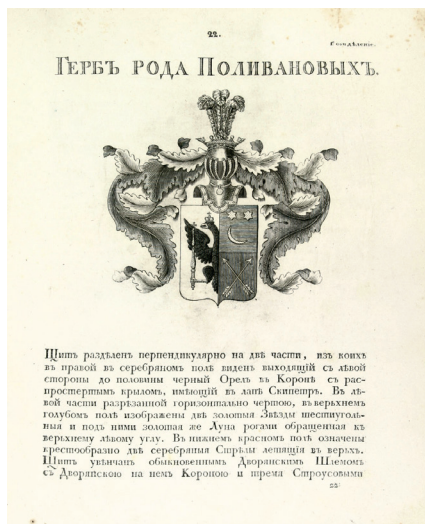 22.
Гербъ рода Поливановыхъ.
Щитъ раздѣленъ перпендикулярно на двѣ части, изъ коихъ
въ правой въ серебряномъ полѣ виденъ выходящій съ лѣвой
стороны до половины черный Орелъ въ Коронѣ съ рас-
простертымъ крыломъ, имѣющій въ лапѣ Скипетръ. Въ лѣ-
вой части разрѣзанной горизонтально чертою, въ верхнемъ
голубомъ полѣ изображены двѣ золотыя Звѣзды шестиуголь-
ныя и подъ ними золотая же Луна рогами обращенная къ
верхнему лѣвому углу. Въ нижнемъ красномъ полѣ означены
крестообразно двѣ серебряныя Стрѣлы летящія въ верьхъ.
Щитъ увѣнчанъ обыкновеннымъ Дворянскимъ Шлемомъ
съ Дворянскою на немъ Короною и тремя Строусовыми
22